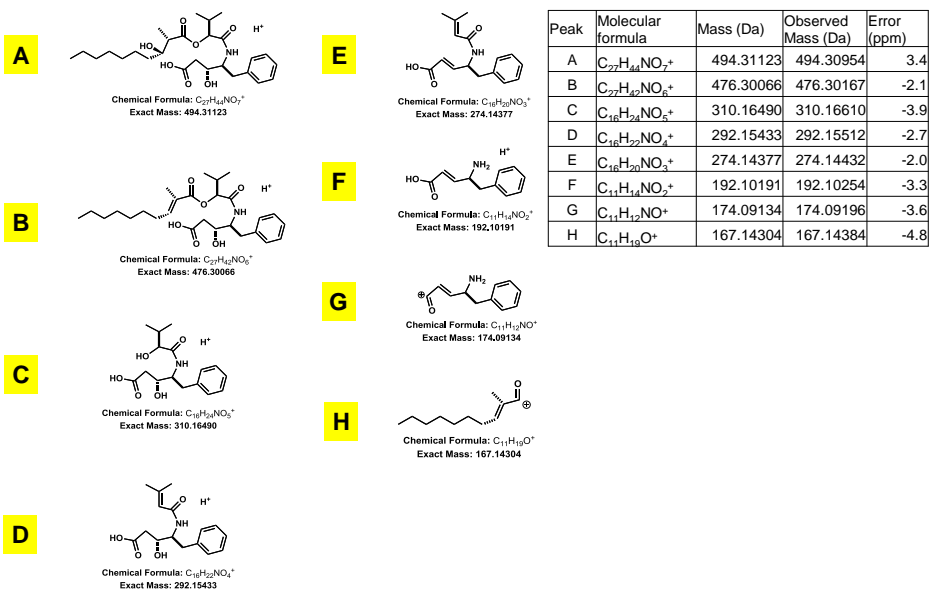 A
HO
O
O
O
O
NH
HO
O
OH
H⁺
Chemical Formula: C₂₇H₄₄NO₇⁺
Exact Mass: 494.31123
B
O
O
O
NH
HO
O
OH
H⁺
Chemical Formula: C₂₇H₄₂NO₆⁺
Exact Mass: 476.30066
C
HO
O
NH
HO
O
OH
H⁺
Chemical Formula: C₁₆H₂₄NO₅⁺
Exact Mass: 310.16490
D
O
NH
HO
O
OH
H⁺
Chemical Formula: C₁₆H₂₂NO₄⁺
Exact Mass: 292.15433
E
O
NH
HO
O
Chemical Formula: C₁₆H₂₀NO₃⁺
Exact Mass: 274.14377
F
H⁺
NH₂
HO
O
Chemical Formula: C₁₁H₁₄NO₂⁺
Exact Mass: 192.10191
G
NH₂
⊕
O
Chemical Formula: C₁₁H₁₂NO⁺
Exact Mass: 174.09134
H
O
⊕
Chemical Formula: C₁₁H₁₉O⁺
Exact Mass: 167.14304
Peak Molecular formula Mass (Da) Observed Mass (Da) Error (ppm)
A C₂₇H₄₄NO₇⁺ 494.31123 494.30954 3.4
B C₂₇H₄₂NO₆⁺ 476.30066 476.30167 -2.1
C C₁₆H₂₄NO₅⁺ 310.16490 310.16610 -3.9
D C₁₆H₂₂NO₄⁺ 292.15433 292.15512 -2.7
E C₁₆H₂₀NO₃⁺ 274.14377 274.14432 -2.0
F C₁₁H₁₄NO₂⁺ 192.10191 192.10254 -3.3
G C₁₁H₁₂NO⁺ 174.09134 174.09196 -3.6
H C₁₁H₁₉O⁺ 167.14304 167.14384 -4.8